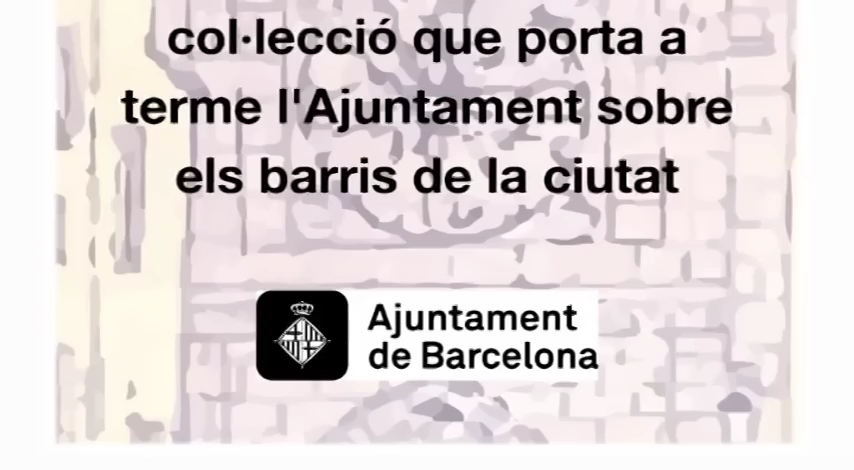 col·lecció que porta a
terme l'Ajuntament sobre
els barris de la ciutat
Ajuntament
de Barcelona